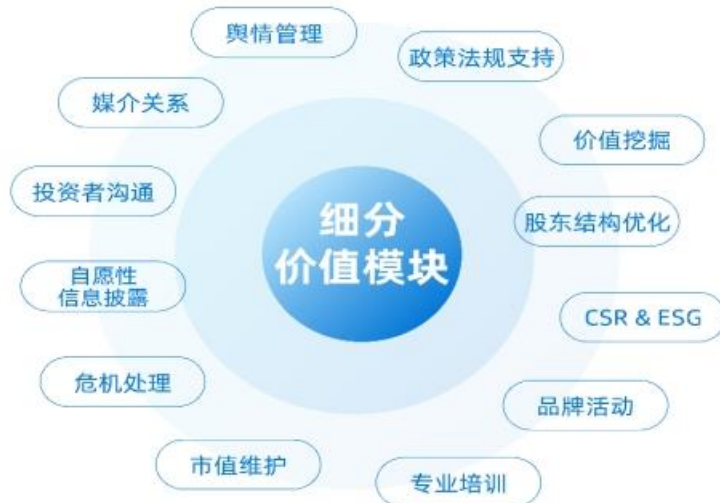 舆情管理
政策法规支持
媒介关系
价值挖掘
投资者沟通
细分
价值模块
股东结构优化
自愿性
信息披露
CSR & ESG
危机处理
品牌活动
市值维护
专业培训